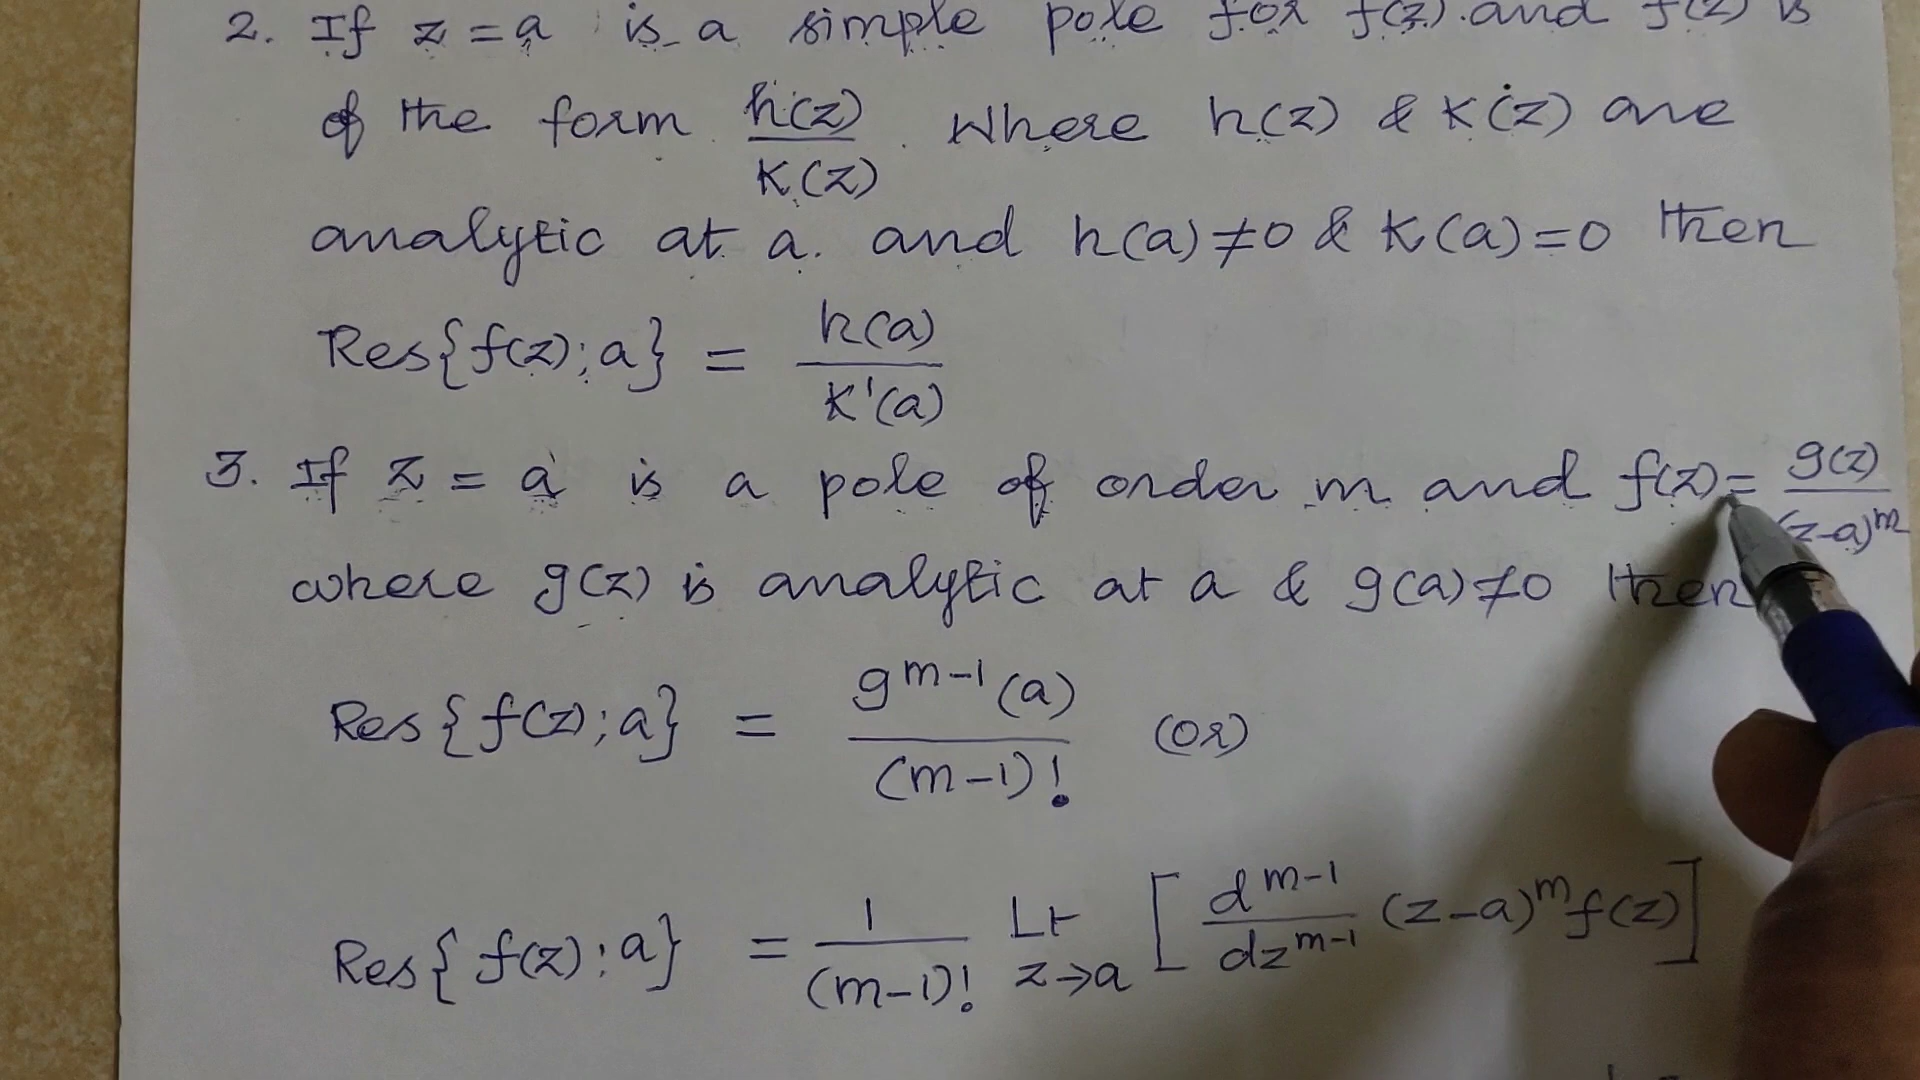 2. If z = a is a simple pole for f(z) and f(z) is
of the form h(z)/K(z). Where h(z) & K(z) are
analytic at a. and h(a)≠0 & K(a)=0 then
Res{f(z);a} = h(a)/K'(a)
3. If z = a is a pole of order m and f(z)= g(z)/(z-a)^m
where g(z) is analytic at a & g(a)≠0 then
Res{f(z);a} = g^m-1(a)/(m-1)! (or)
Res{f(z);a} = 1/(m-1)! Lt z→a [d^m-1/dz^m-1 (z-a)^m f(z)]